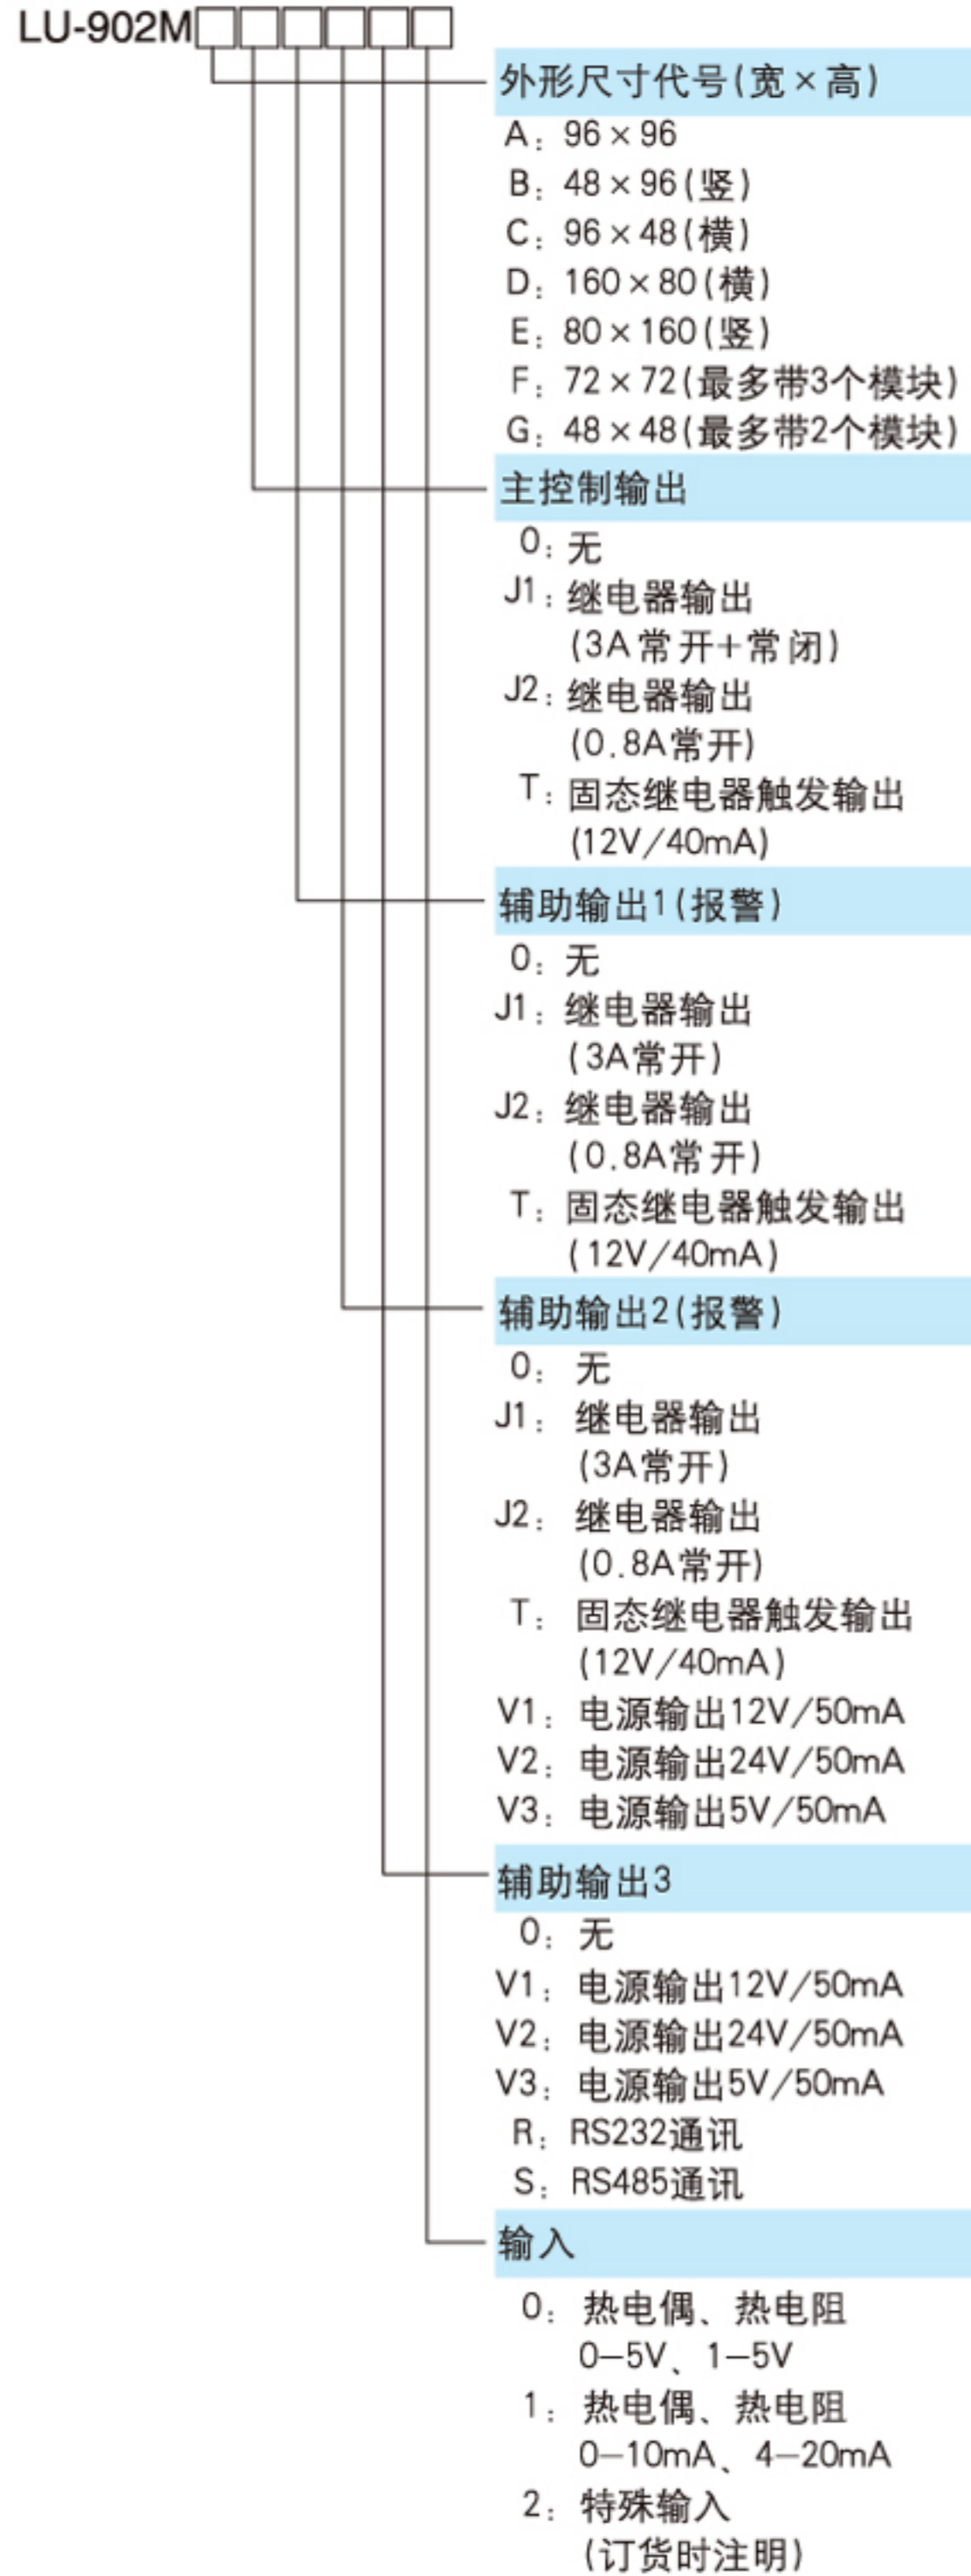 LU-902M□□□□□□
外形尺寸代号(宽×高)
A: 96×96
B: 48×96(竖)
C: 96×48(横)
D: 160×80(横)
E: 80×160(竖)
F: 72×72(最多带3个模块)
G: 48×48(最多带2个模块)
主控制输出
0: 无
J1: 继电器输出
(3A常开+常闭)
J2: 继电器输出
(0.8A常开)
T: 固态继电器触发输出
(12V/40mA)
辅助输出1(报警)
0: 无
J1: 继电器输出
(3A常开)
J2: 继电器输出
(0.8A常开)
T: 固态继电器触发输出
(12V/40mA)
辅助输出2(报警)
0: 无
J1: 继电器输出
(3A常开)
J2: 继电器输出
(0.8A常开)
T: 固态继电器触发输出
(12V/40mA)
V1: 电源输出12V/50mA
V2: 电源输出24V/50mA
V3: 电源输出5V/50mA
辅助输出3
0: 无
V1: 电源输出12V/50mA
V2: 电源输出24V/50mA
V3: 电源输出5V/50mA
R: RS232通讯
S: RS485通讯
输入
0: 热电偶、热电阻
0—5V、1—5V
1: 热电偶、热电阻
0—10mA、4—20mA
2: 特殊输入
(订货时注明)